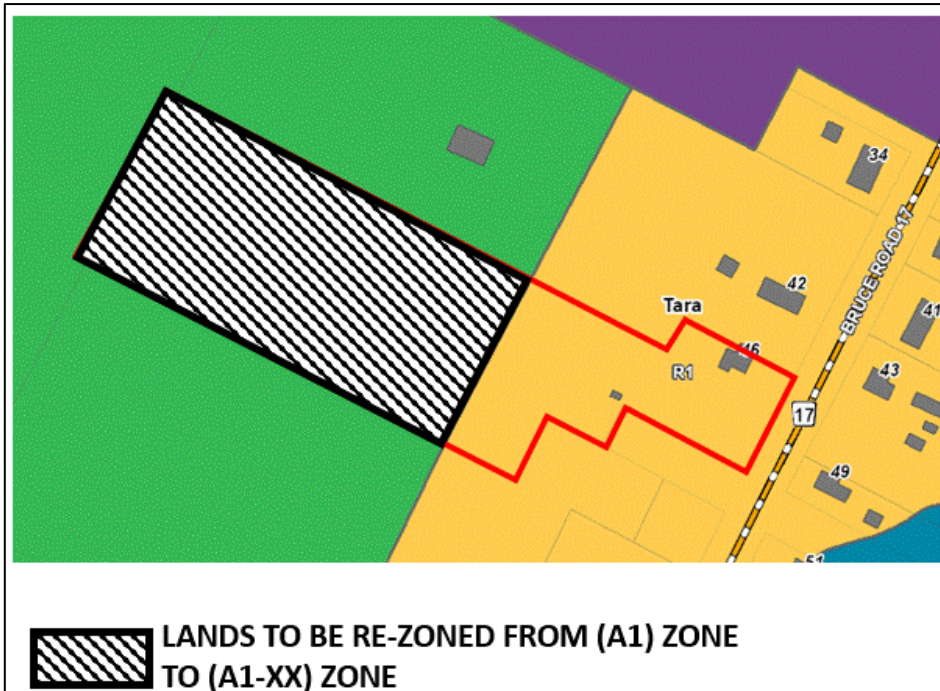 34
BRUCE ROAD 17
42
Tara
41
46
R1
43
17
49
51
LANDS TO BE RE-ZONED FROM (A1) ZONE
TO (A1-XX) ZONE